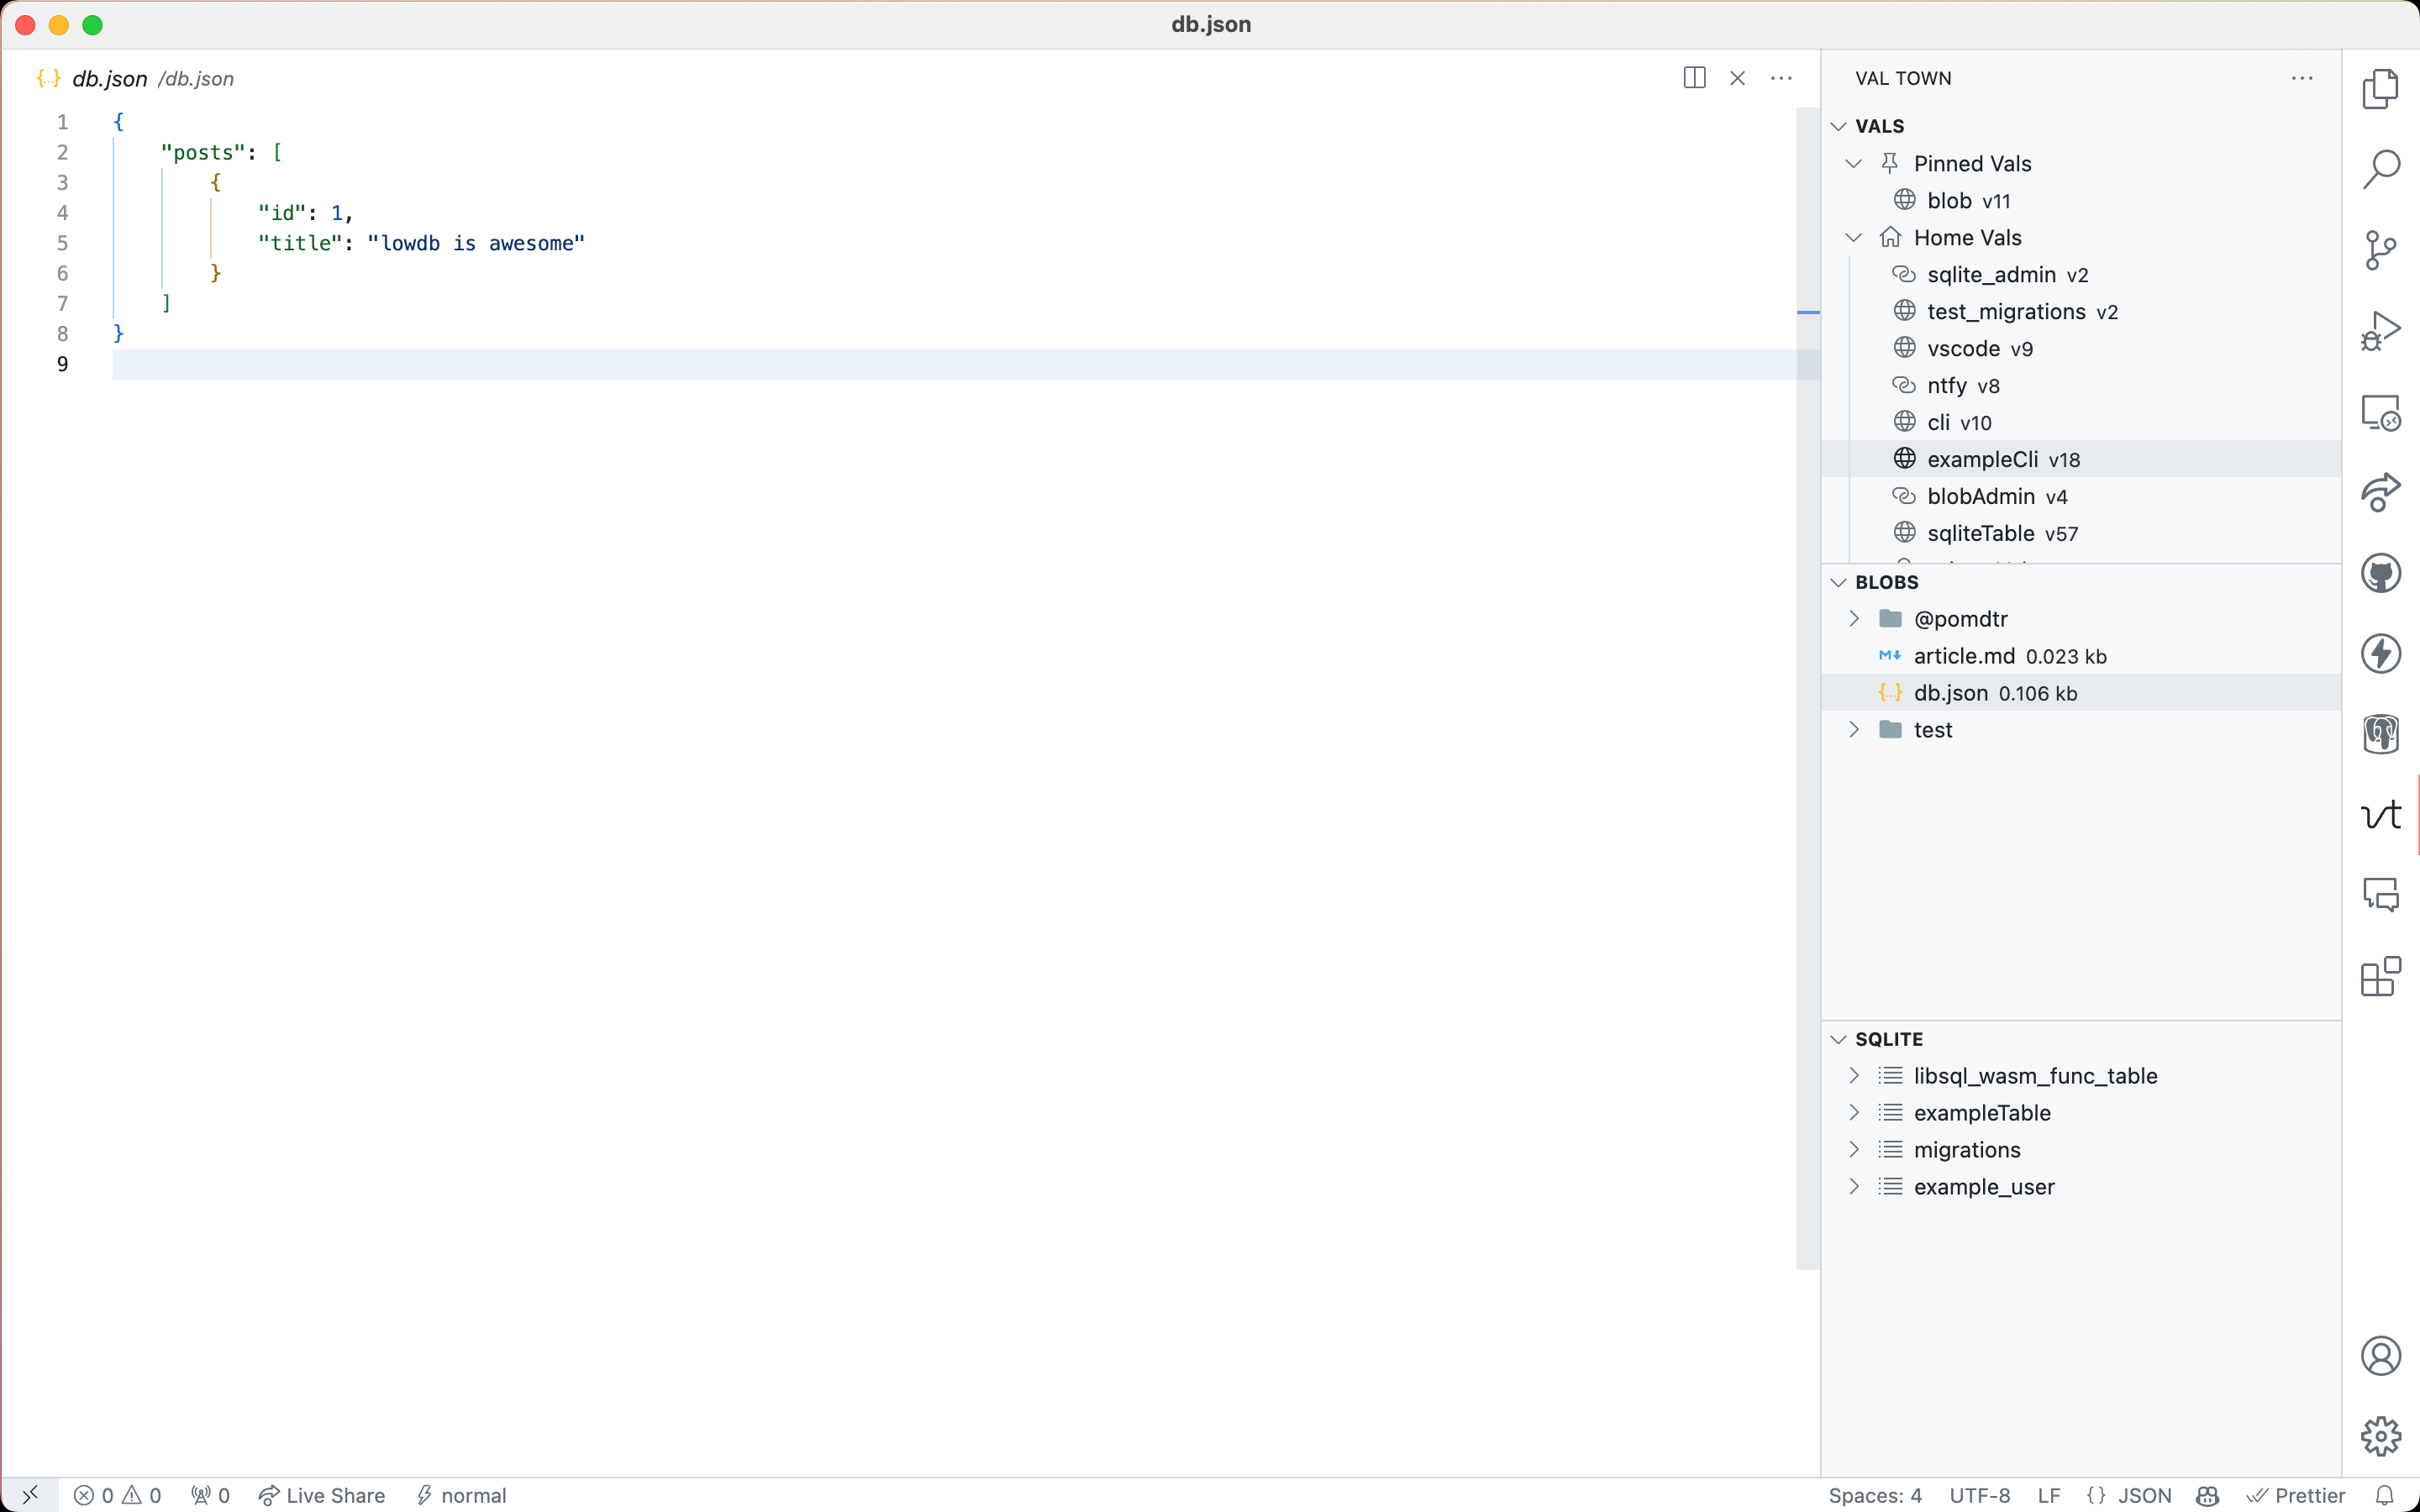 db.json
{..} db.json /db.json
1 {
2 "posts": [
3 {
4 "id": 1,
5 "title": "lowdb is awesome"
6 }
7 ]
8 }
9
VAL TOWN
VALS
Pinned Vals
blob v11
Home Vals
sqlite_admin v2
test_migrations v2
vscode v9
ntfy v8
cli v10
exampleCli v18
blobAdmin v4
sqliteTable v57
BLOBS
@pomdtr
article.md 0.023 kb
{..} db.json 0.106 kb
test
SQLITE
libsql_wasm_func_table
exampleTable
migrations
example_user
vt
0 0 0 Live Share normal
Spaces: 4 UTF-8 LF {} JSON Prettier